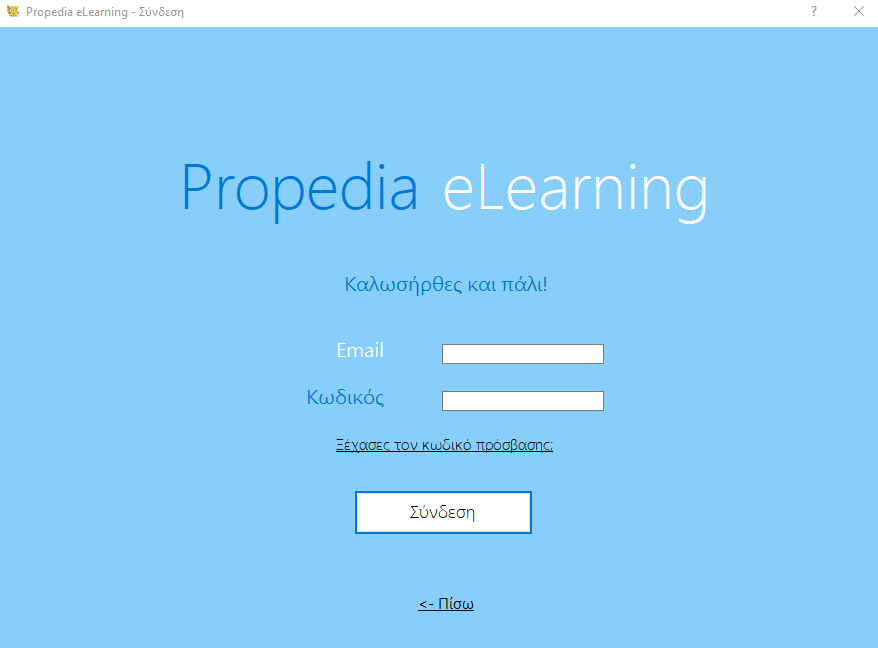 Propedia eLearning - Σύνδεση
?
Propedia eLearning
Καλωσήρθες και πάλι!
Email
Κωδικός
Ξέχασες τον κωδικό πρόσβασης;
Σύνδεση
<- Πίσω